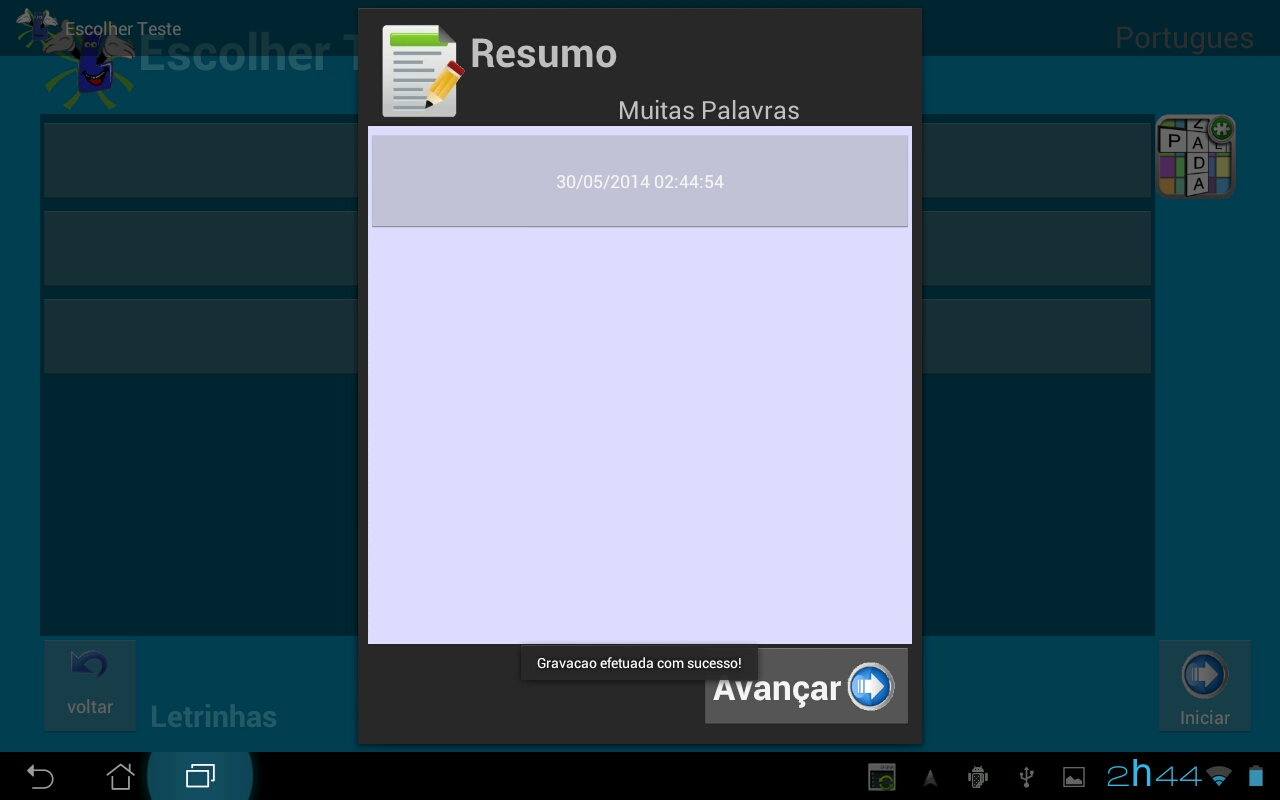 Escolher Teste
Escolher T
Portugues
Resumo
Muitas Palavras
30/05/2014 02:44:54
P A
D
A
Gravacao efetuada com sucesso!
Avançar
voltar
Letrinhas
Iniciar
2h44